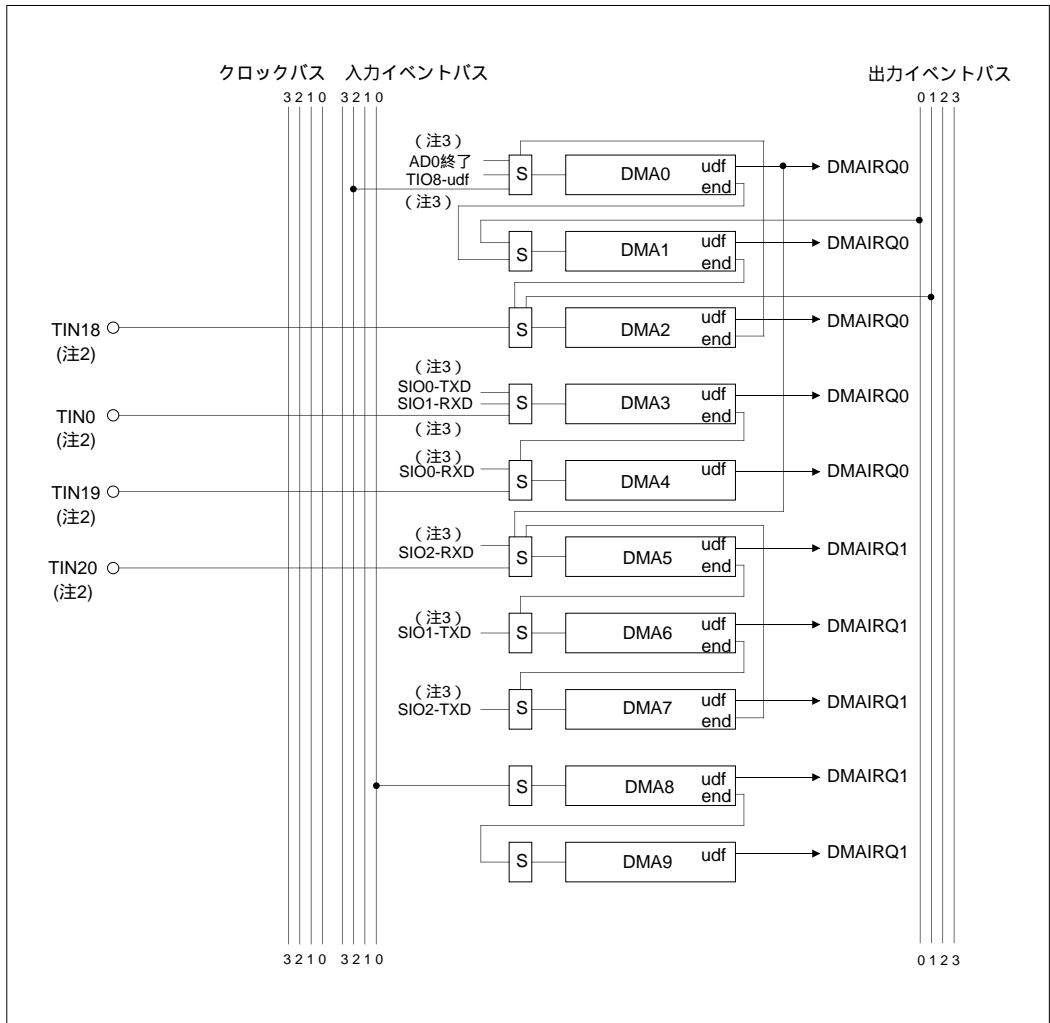 クロックバス 入力イベントバス 出力イベントバス
3 2 1 0 3 2 1 0 0 1 2 3
（注3）
AD0終了
TIO8-udf
（注3）
S
DMA0
udf
end
DMAIRQ0
S
DMA1
udf
end
DMAIRQ0
TIN18
(注2)
S
DMA2
udf
end
DMAIRQ0
TIN0
(注2)
（注3）
SIO0-TXD
SIO1-RXD
（注3）
S
DMA3
udf
end
DMAIRQ0
TIN19
(注2)
（注3）
SIO0-RXD
S
DMA4
udf
DMAIRQ0
TIN20
(注2)
（注3）
SIO2-RXD
S
DMA5
udf
end
DMAIRQ1
（注3）
SIO1-TXD
S
DMA6
udf
end
DMAIRQ1
（注3）
SIO2-TXD
S
DMA7
udf
end
DMAIRQ1
S
DMA8
udf
end
DMAIRQ1
S
DMA9
udf
DMAIRQ1
3 2 1 0 3 2 1 0 0 1 2 3